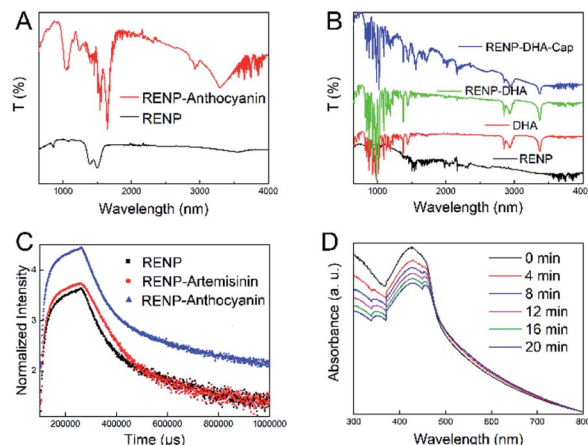 A
T (%)
RENP-Anthocyanin
RENP
1000 2000 3000 4000
Wavelength (nm)
B
T (%)
RENP-DHA-Cap
RENP-DHA
DHA
RENP
1000 2000 3000 400
Wavelength (nm)
C
Normalized Intensity
4
3
2
RENP
RENP-Artemisinin
RENP-Anthocyanin
200000 400000 600000 800000 1000000
Time (us)
D
Absorbance (a. u.)
0 min
4 min
8 min
12 min
16 min
20 min
300 400 500 600 700 800
Wavelength (nm)